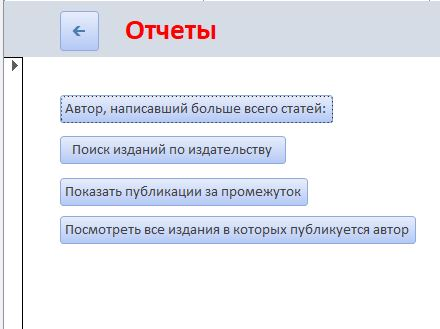 Отчеты
Автор, написавший больше всего статей:
Поиск изданий по издательству
Показать публикации за промежуток
Посмотреть все издания в которых публикуется автор